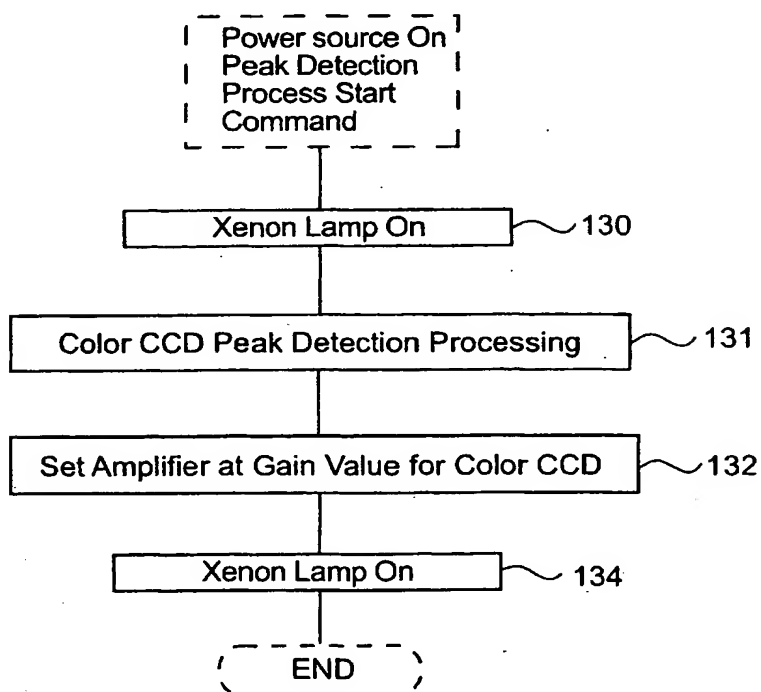 Power source On
Peak Detection
Process Start
Command
Xenon Lamp On
130
Color CCD Peak Detection Processing
131
Set Amplifier at Gain Value for Color CCD
132
Xenon Lamp On
134
END